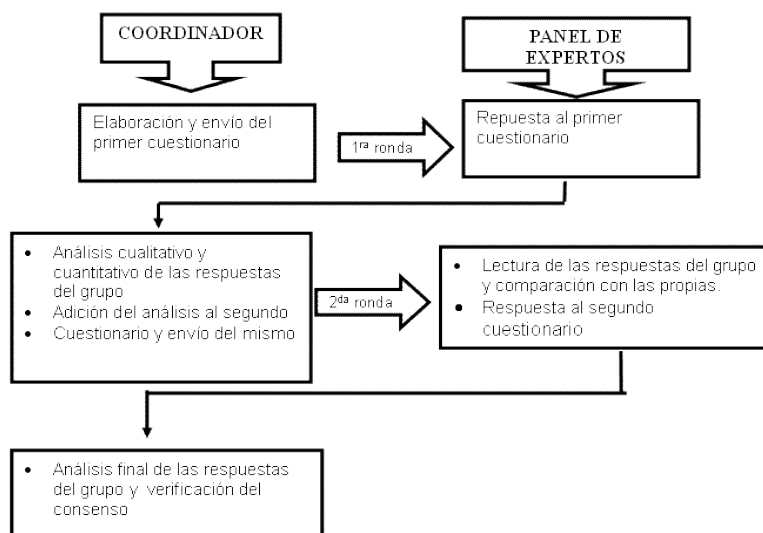 COORDINADOR
PANEL DE
EXPERTOS
Elaboración y envío del
primer cuestionario
1ra ronda
Repuesta al primer
cuestionario
• Análisis cualitativo y
cuantitativo de las respuestas
del grupo
• Adición del análisis al segundo
• Cuestionario y envío del mismo
2da ronda
• Lectura de las respuestas del grupo
y comparación con las propias.
• Respuesta al segundo
cuestionario
• Análisis final de las respuestas
del grupo y verificación del
consenso